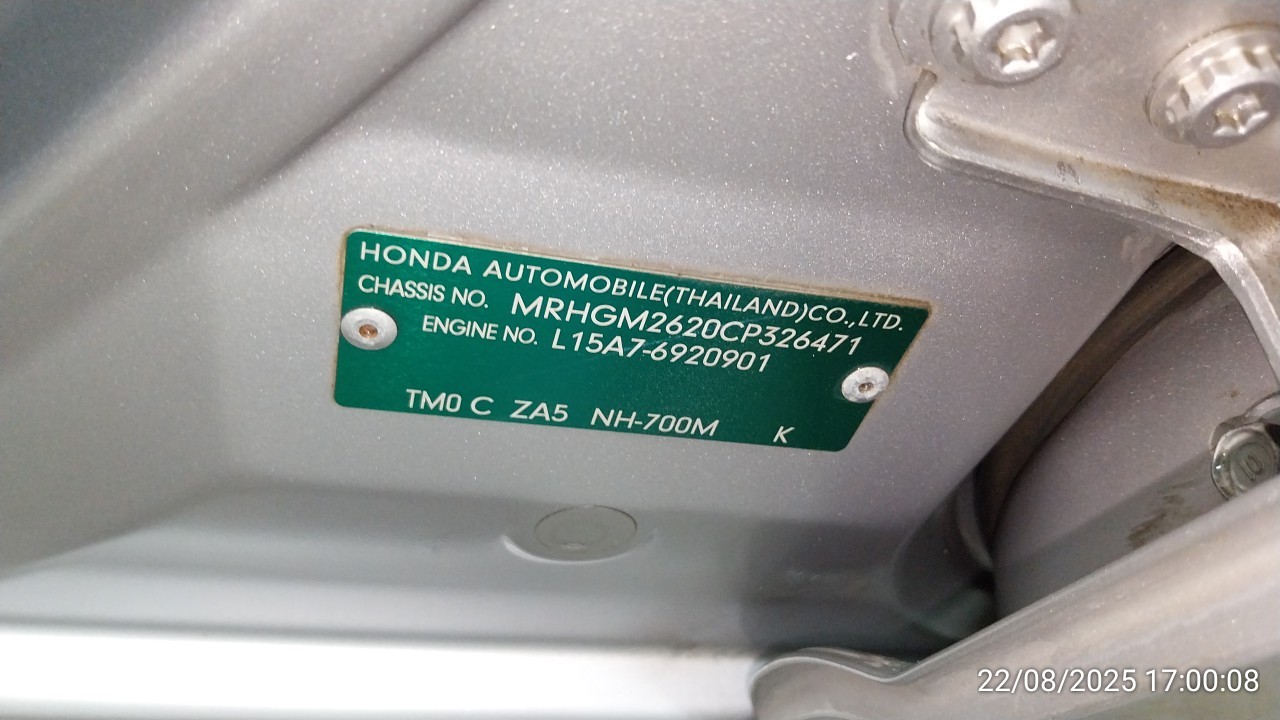 HONDA AUTOMOBILE(THAILAND)CO.,LTD.
CHASSIS NO. MRHGM2620CP326471
ENGINE NO. L15A7-6920901
TM0 C ZA5 NH-700M K
10
22/08/2025 17:00:08